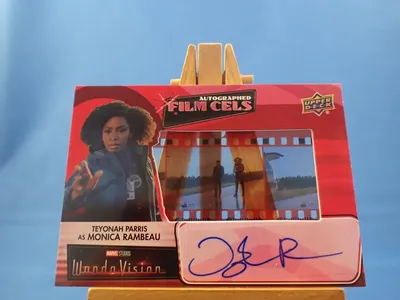 AUTOGRAPHED
FILM CELS
UPPER
DECK
TEYONAH PARRIS
AS MONICA RAMBEAU
MARVEL STUDIOS
WandaVision